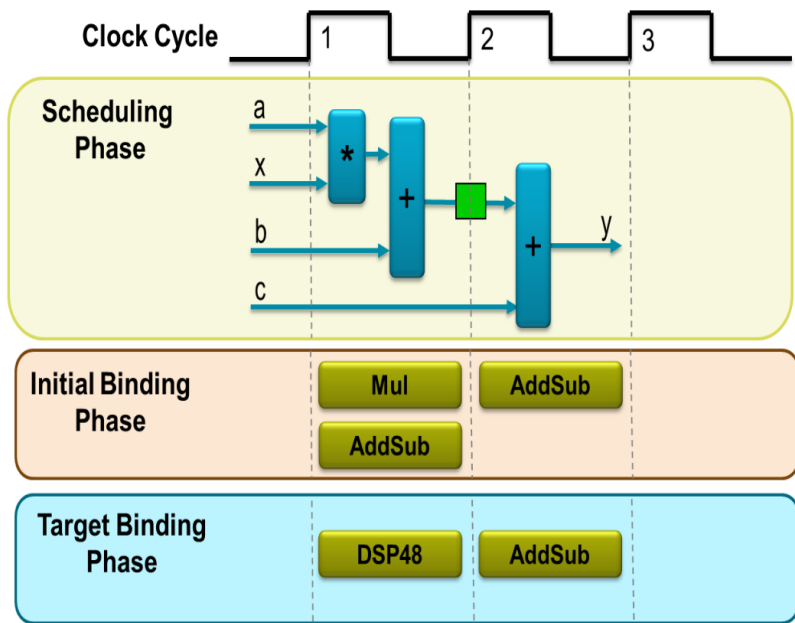 Clock Cycle
1
2
3
Scheduling
Phase
a
x
b
c
*
+
+
y
Initial Binding
Phase
Mul
AddSub
AddSub
Target Binding
Phase
DSP48
AddSub